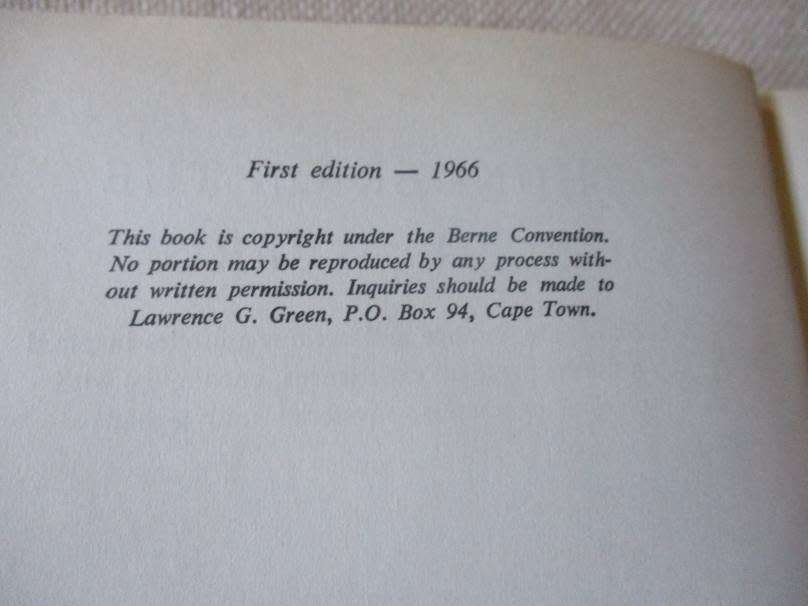 First edition — 1966
This book is copyright under the Berne Convention.
No portion may be reproduced by any process with-
out written permission. Inquiries should be made to
Lawrence G. Green, P.O. Box 94, Cape Town.